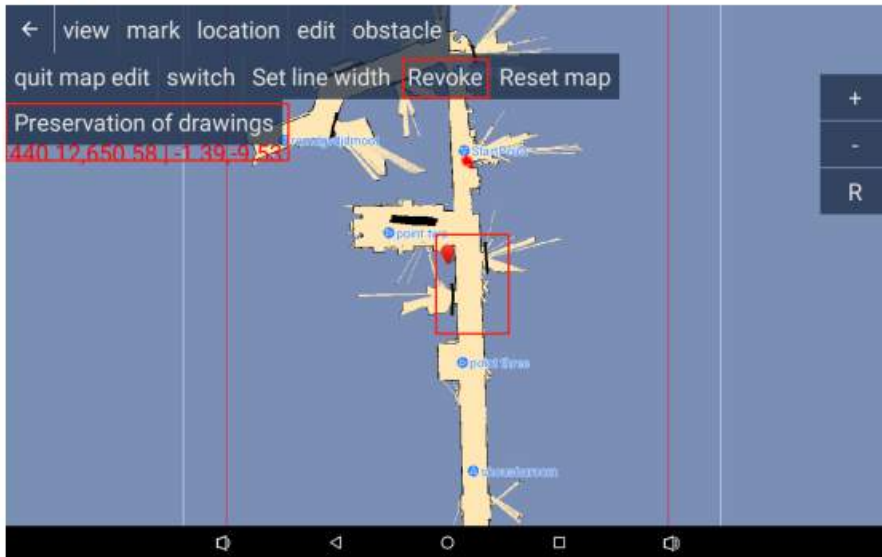 ← view mark location edit obstacle
quit map edit switch Set line width Revoke Reset map
Preservation of drawings
440.12,650.58 | -1.39,-9.53
StartPoint
point two
point three
+
-
R